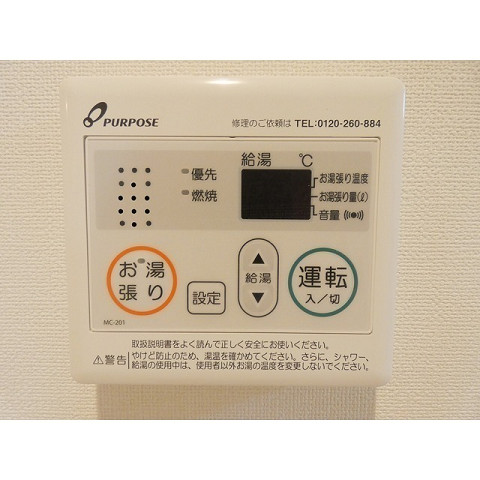 PURPOSE
修理のご依頼は TEL:0120-260-884
給湯 ℃
優先
燃焼
お湯張り温度
お湯張り量(ℓ)
音量
お湯
張り
設定
給湯
運転
入/切
MC-201
取扱説明書をよく読んで正しく安全にお使いください。
警告
やけど防止のため、湯温を確かめてください。さらに、シャワー、
給湯の使用中は、使用者以外お湯の温度を変更しないでください。